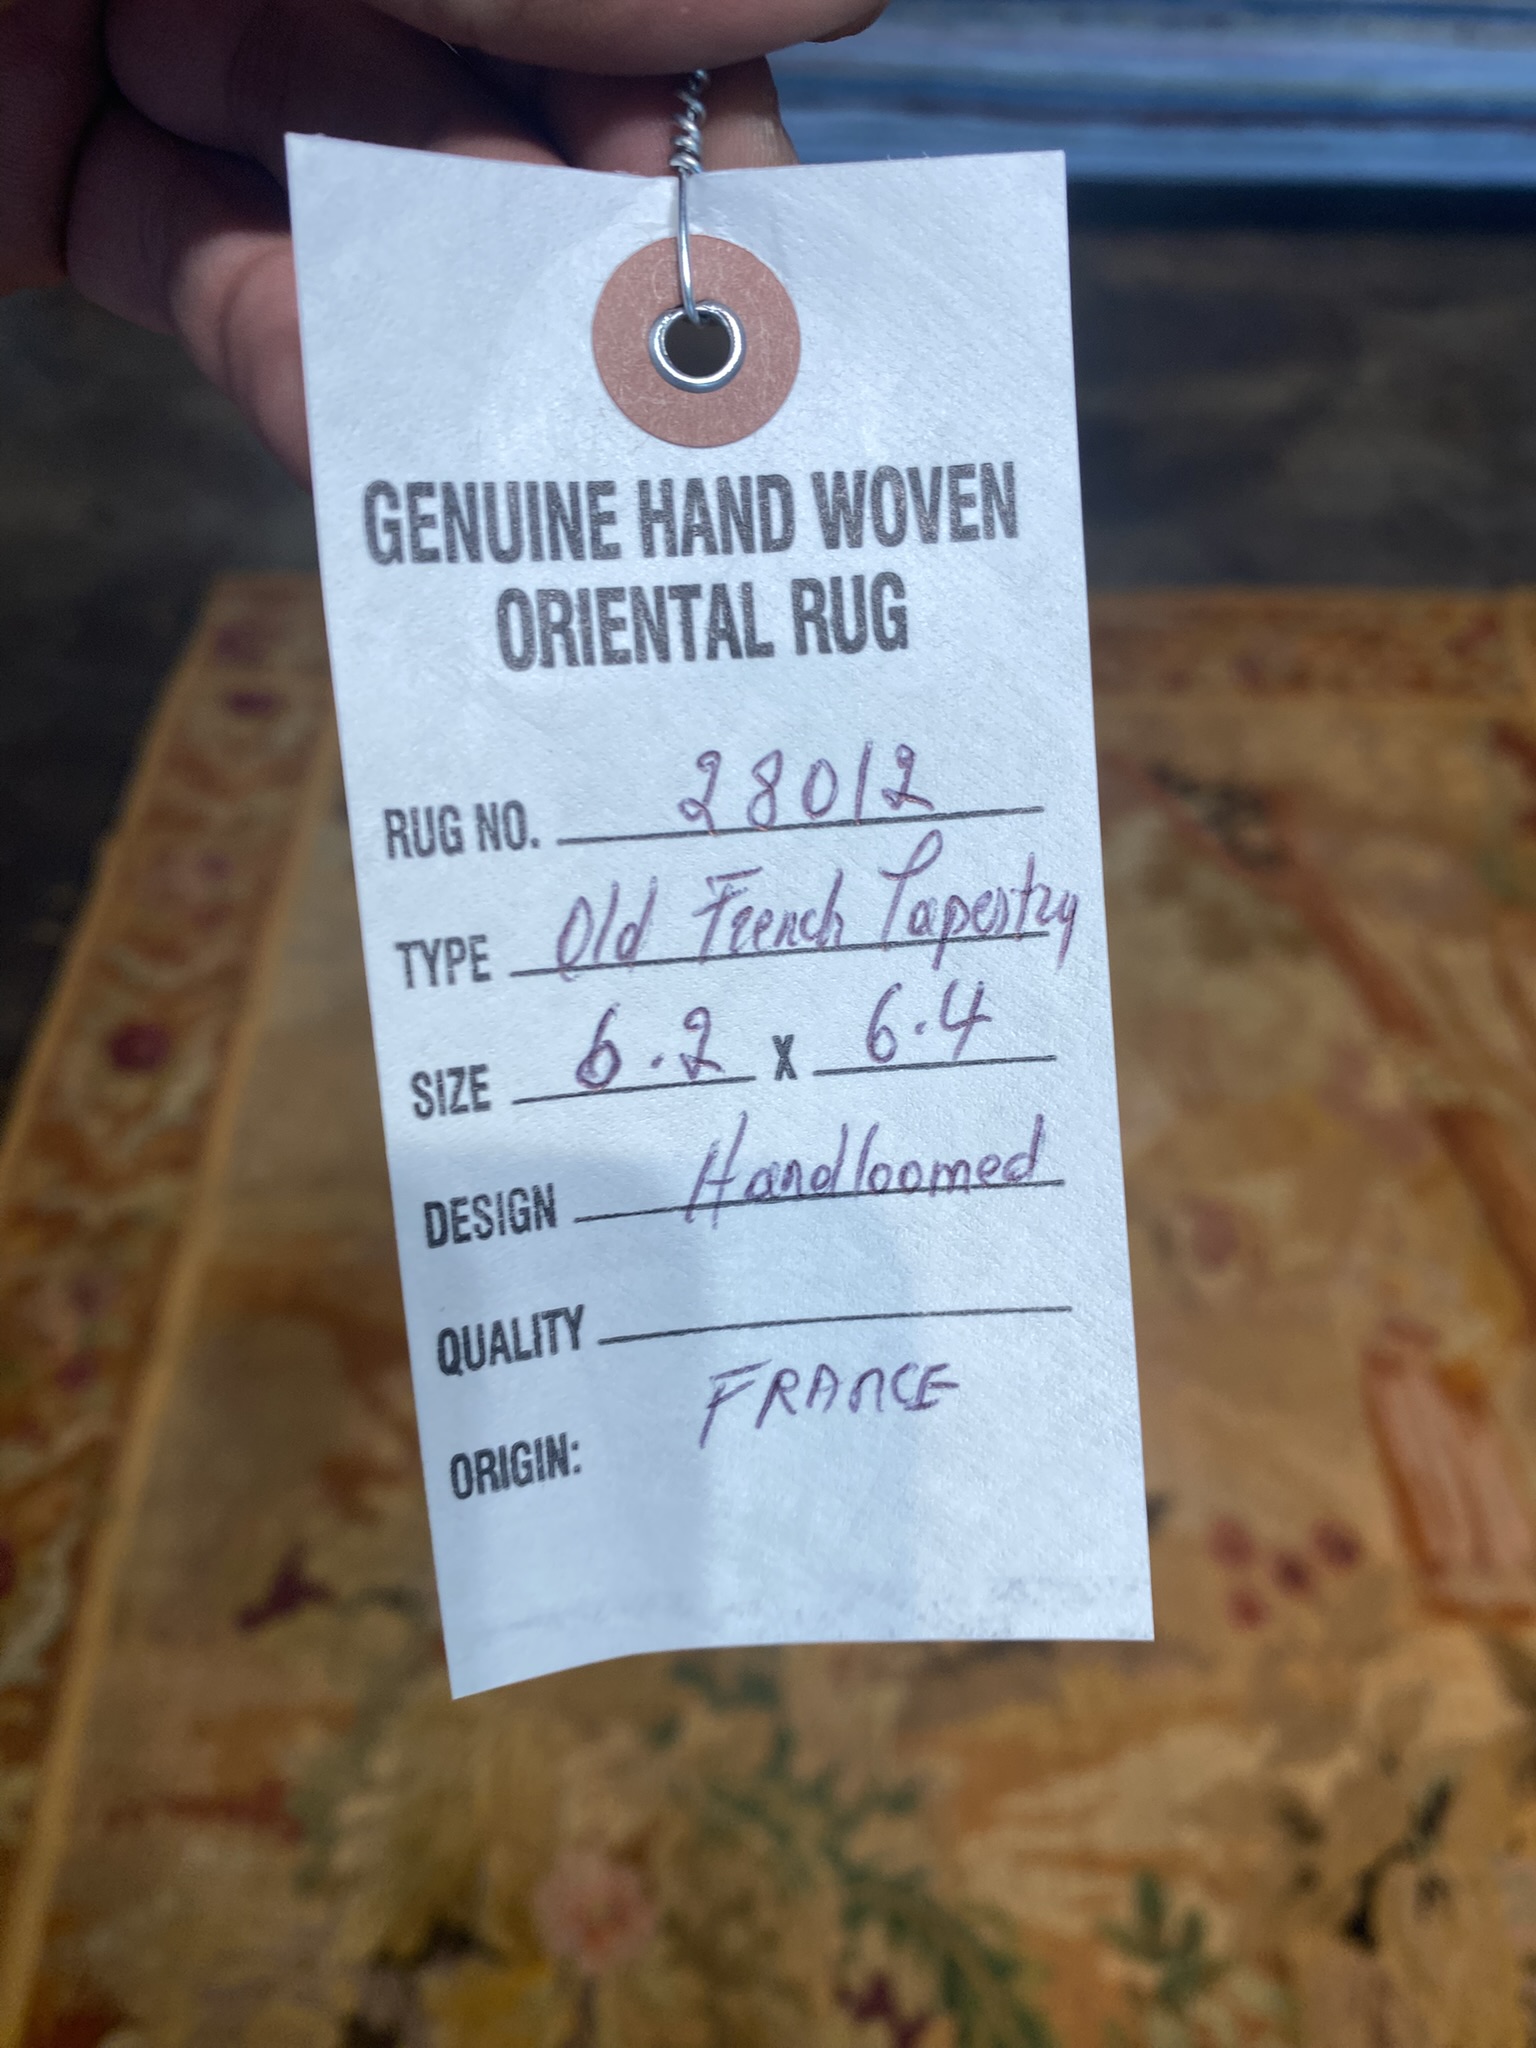 GENUINE HAND WOVEN
ORIENTAL RUG
RUG NO. 28012
TYPE Old French Tapestry
SIZE 6.2 X 6.4
DESIGN Handloomed
QUALITY
ORIGIN: FRANCE